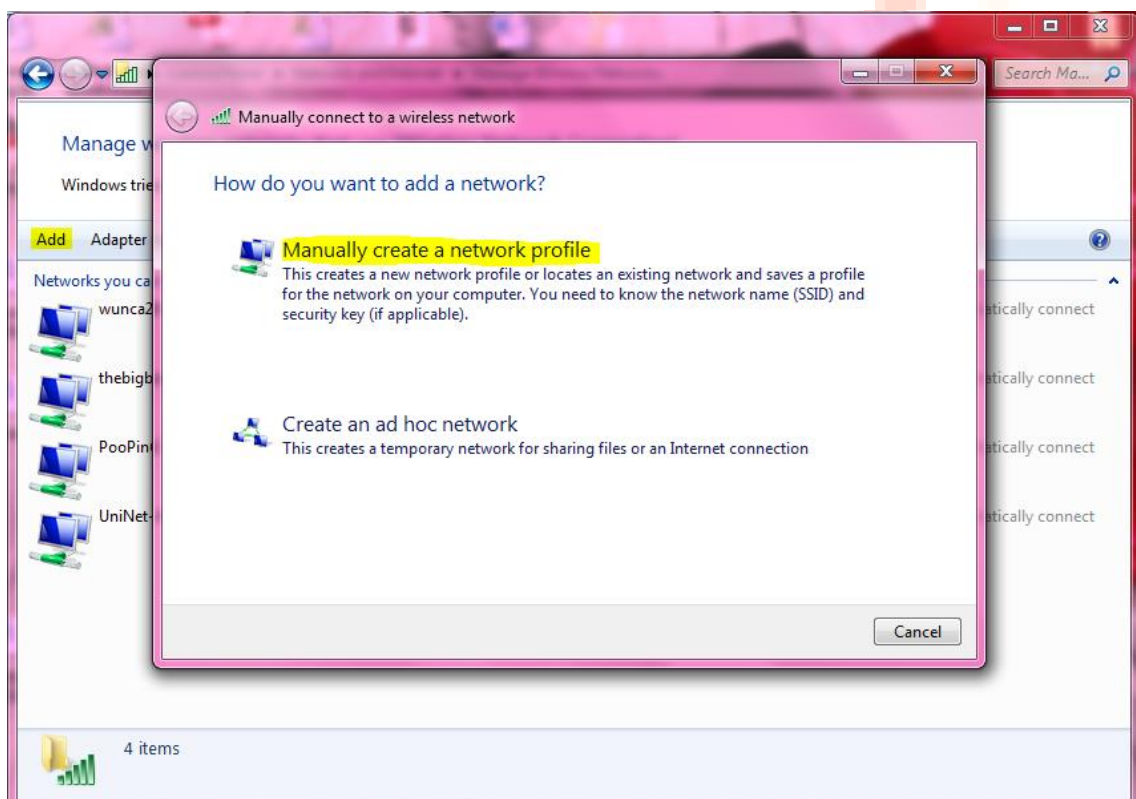 Search Ma...
Manually connect to a wireless network
Manage w
Windows trie
How do you want to add a network?
Add Adapter
Manually create a network profile
This creates a new network profile or locates an existing network and saves a profile
for the network on your computer. You need to know the network name (SSID) and
security key (if applicable).
Networks you ca
wunca2
atically connect
thebigb
atically connect
Create an ad hoc network
This creates a temporary network for sharing files or an Internet connection
PooPin
atically connect
UniNet-
atically connect
Cancel
4 items